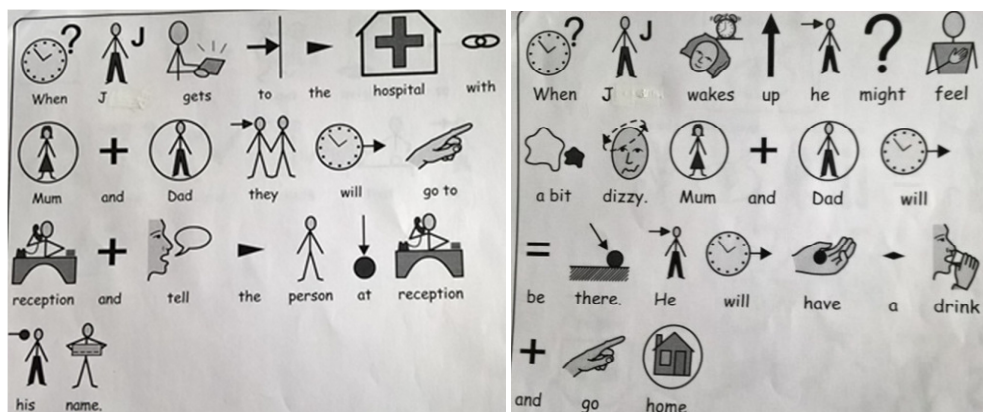 When J gets to the hospital with
Mum and Dad they will go to
reception and tell the person at reception
his name.
When J wakes up he might feel
a bit dizzy. Mum and Dad will
be there. He will have a drink
and go home